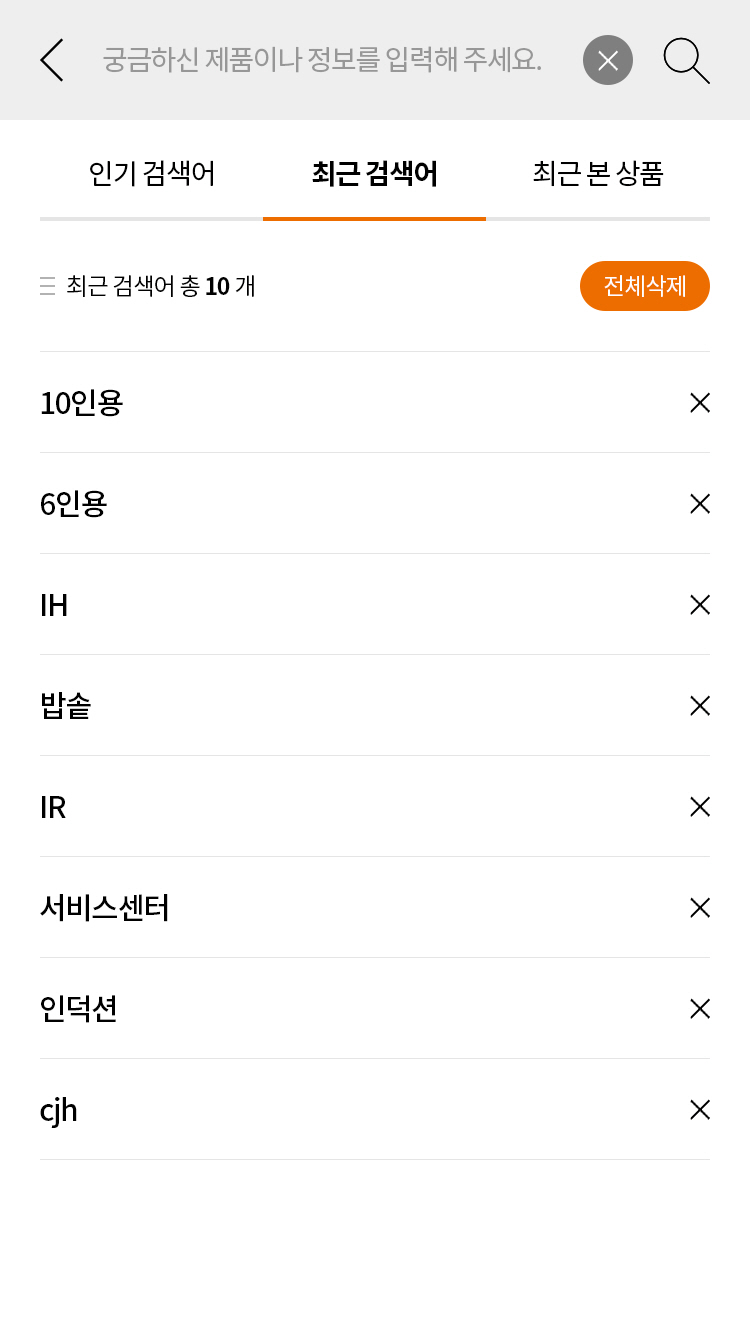 궁금하신 제품이나 정보를 입력해 주세요.
인기 검색어 최근 검색어 최근 본 상품
최근 검색어 총 10 개 전체삭제
10인용
6인용
IH
밥솥
IR
서비스센터
인덕션
cjh